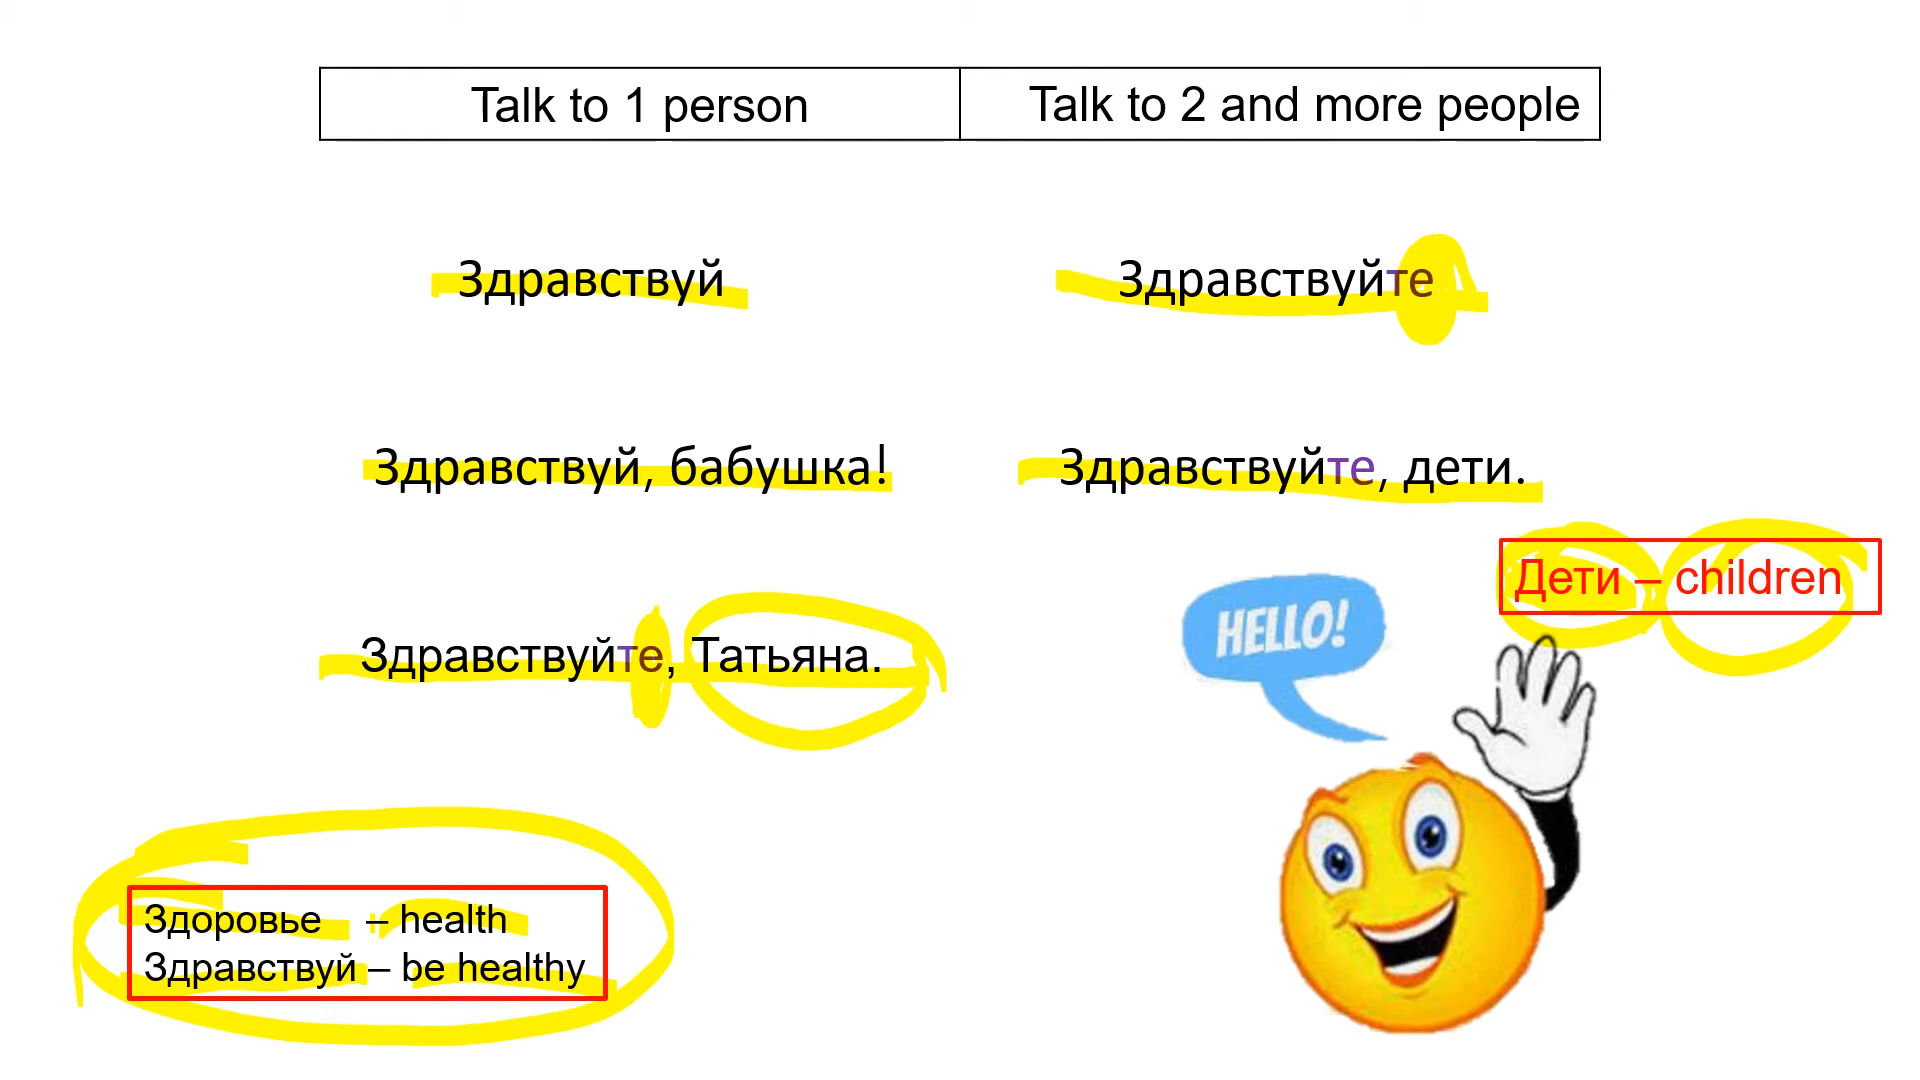 Talk to 1 person
Talk to 2 and more people
Здравствуй
Здравствуйте
Здравствуй, бабушка!
Здравствуйте, дети.
Дети – children
HELLO!
Здравствуйте, Татьяна.
Здоровье – health
Здравствуй – be healthy